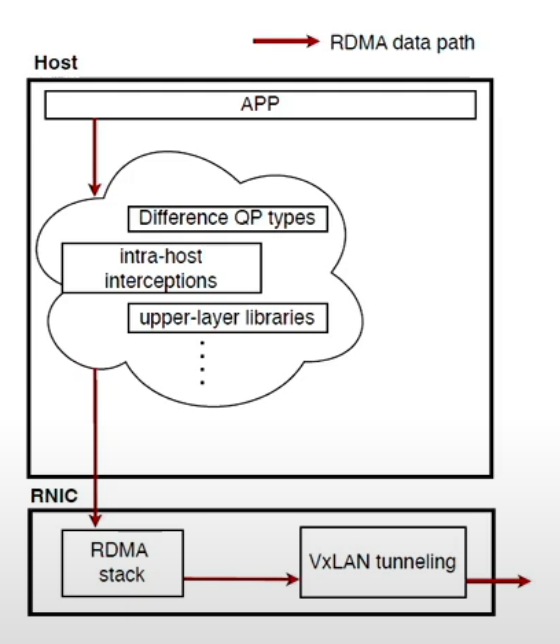 RDMA data path
Host
APP
Difference QP types
intra-host
interceptions
upper-layer libraries
RNIC
RDMA
stack
VxLAN tunneling